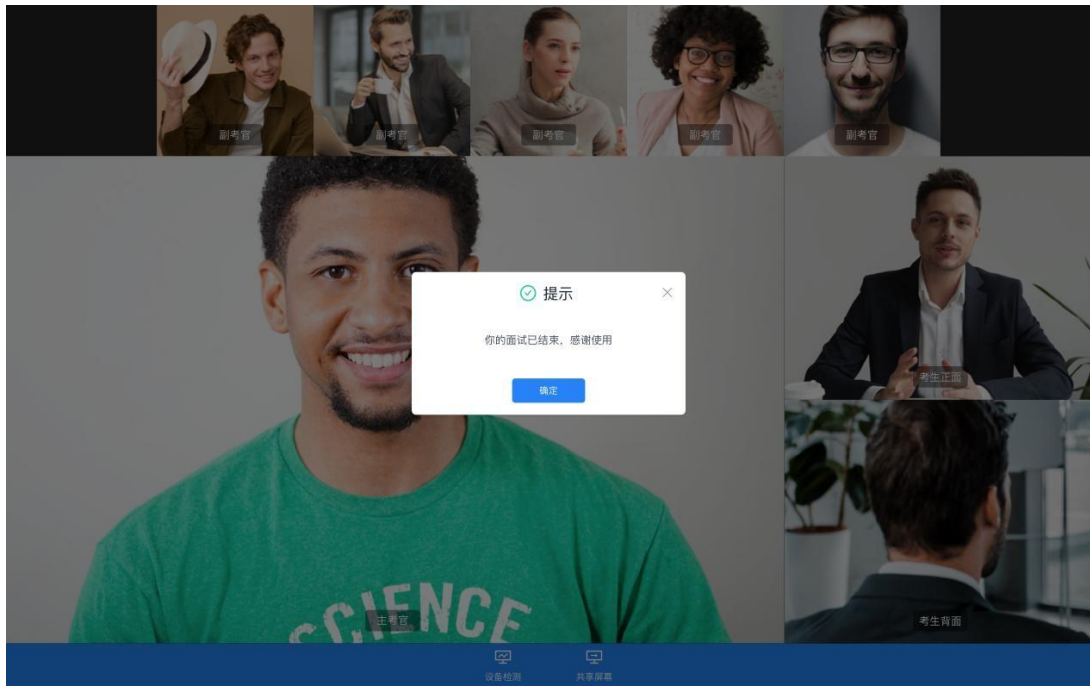 副考官
副考官
副考官
副考官
副考官
提示
你的面试已结束，感谢使用
确定
考生正面
SCIENCE
主考官
考生背面
设备检测
共享屏幕